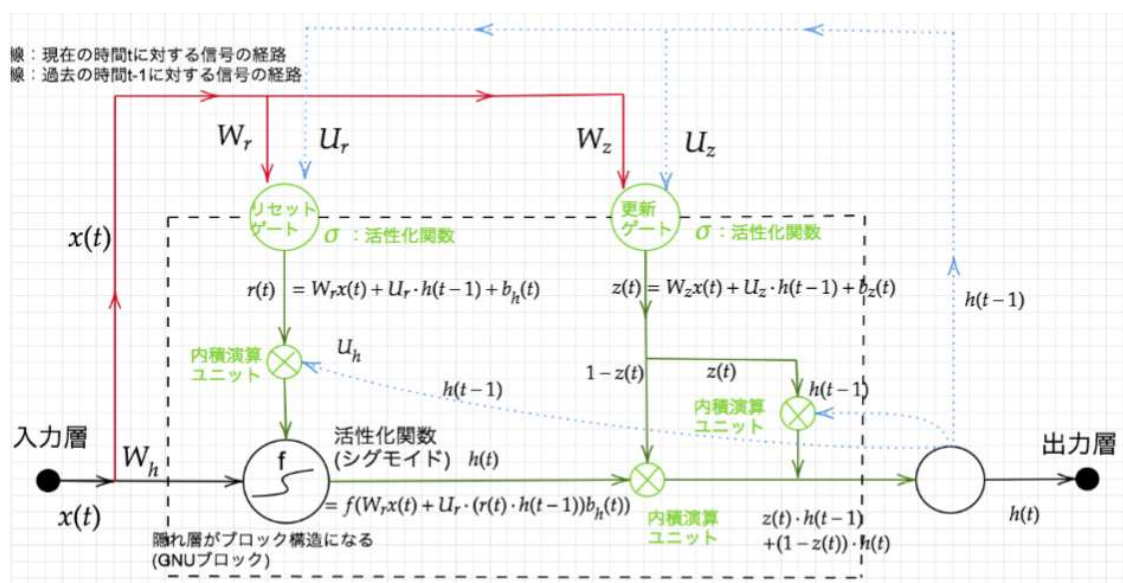 線：現在の時間tに対する信号の経路
線：過去の時間t-1に対する信号の経路
W_r
U_r
W_z
U_z
x(t)
リセット
ゲート
σ ：活性化関数
更新
ゲート
σ ：活性化関数
r(t) = W_r x(t) + U_r · h(t−1) + b_h(t)
z(t) = W_z x(t) + U_z · h(t−1) + b_z(t)
h(t−1)
内積演算
ユニット
U_h
h(t−1)
1−z(t)
z(t)
h(t−1)
内積演算
ユニット
入力層
W_h
x(t)
f
活性化関数
(シグモイド) h(t)
= f(W_r x(t) + U_r · (r(t) · h(t−1))b_h(t))
内積演算
ユニット
z(t) · h(t−1)
+(1−z(t)) · h(t)
出力層
h(t)
隠れ層がブロック構造になる
(GNUブロック)